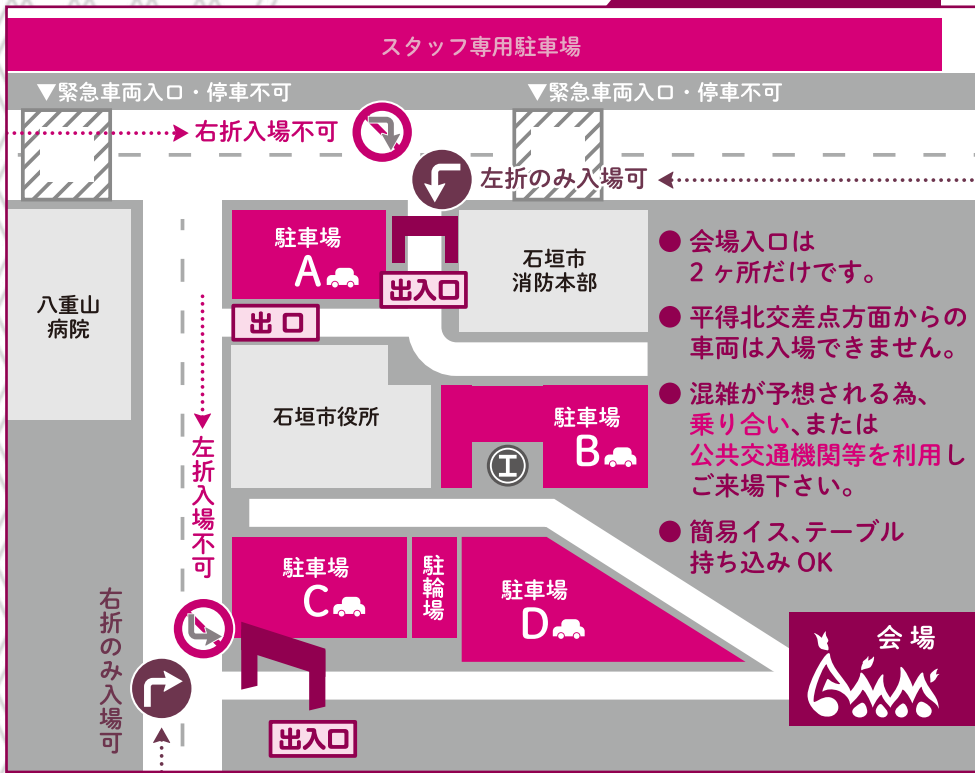 スタッフ専用駐車場
▼緊急車両入口・停車不可
▼緊急車両入口・停車不可
右折入場不可
左折のみ入場可
駐車場
A
出入口
石垣市
消防本部
八重山
病院
出口
石垣市役所
駐車場
B
エ
左折入場不可
駐車場
C
駐輪場
駐車場
D
右折のみ入場可
出入口
● 会場入口は
2ヶ所だけです。
● 平得北交差点方面からの
車両は入場できません。
● 混雑が予想される為、
乗り合い、または
公共交通機関等を利用し
ご来場下さい。
● 簡易イス、テーブル
持ち込みOK
会場